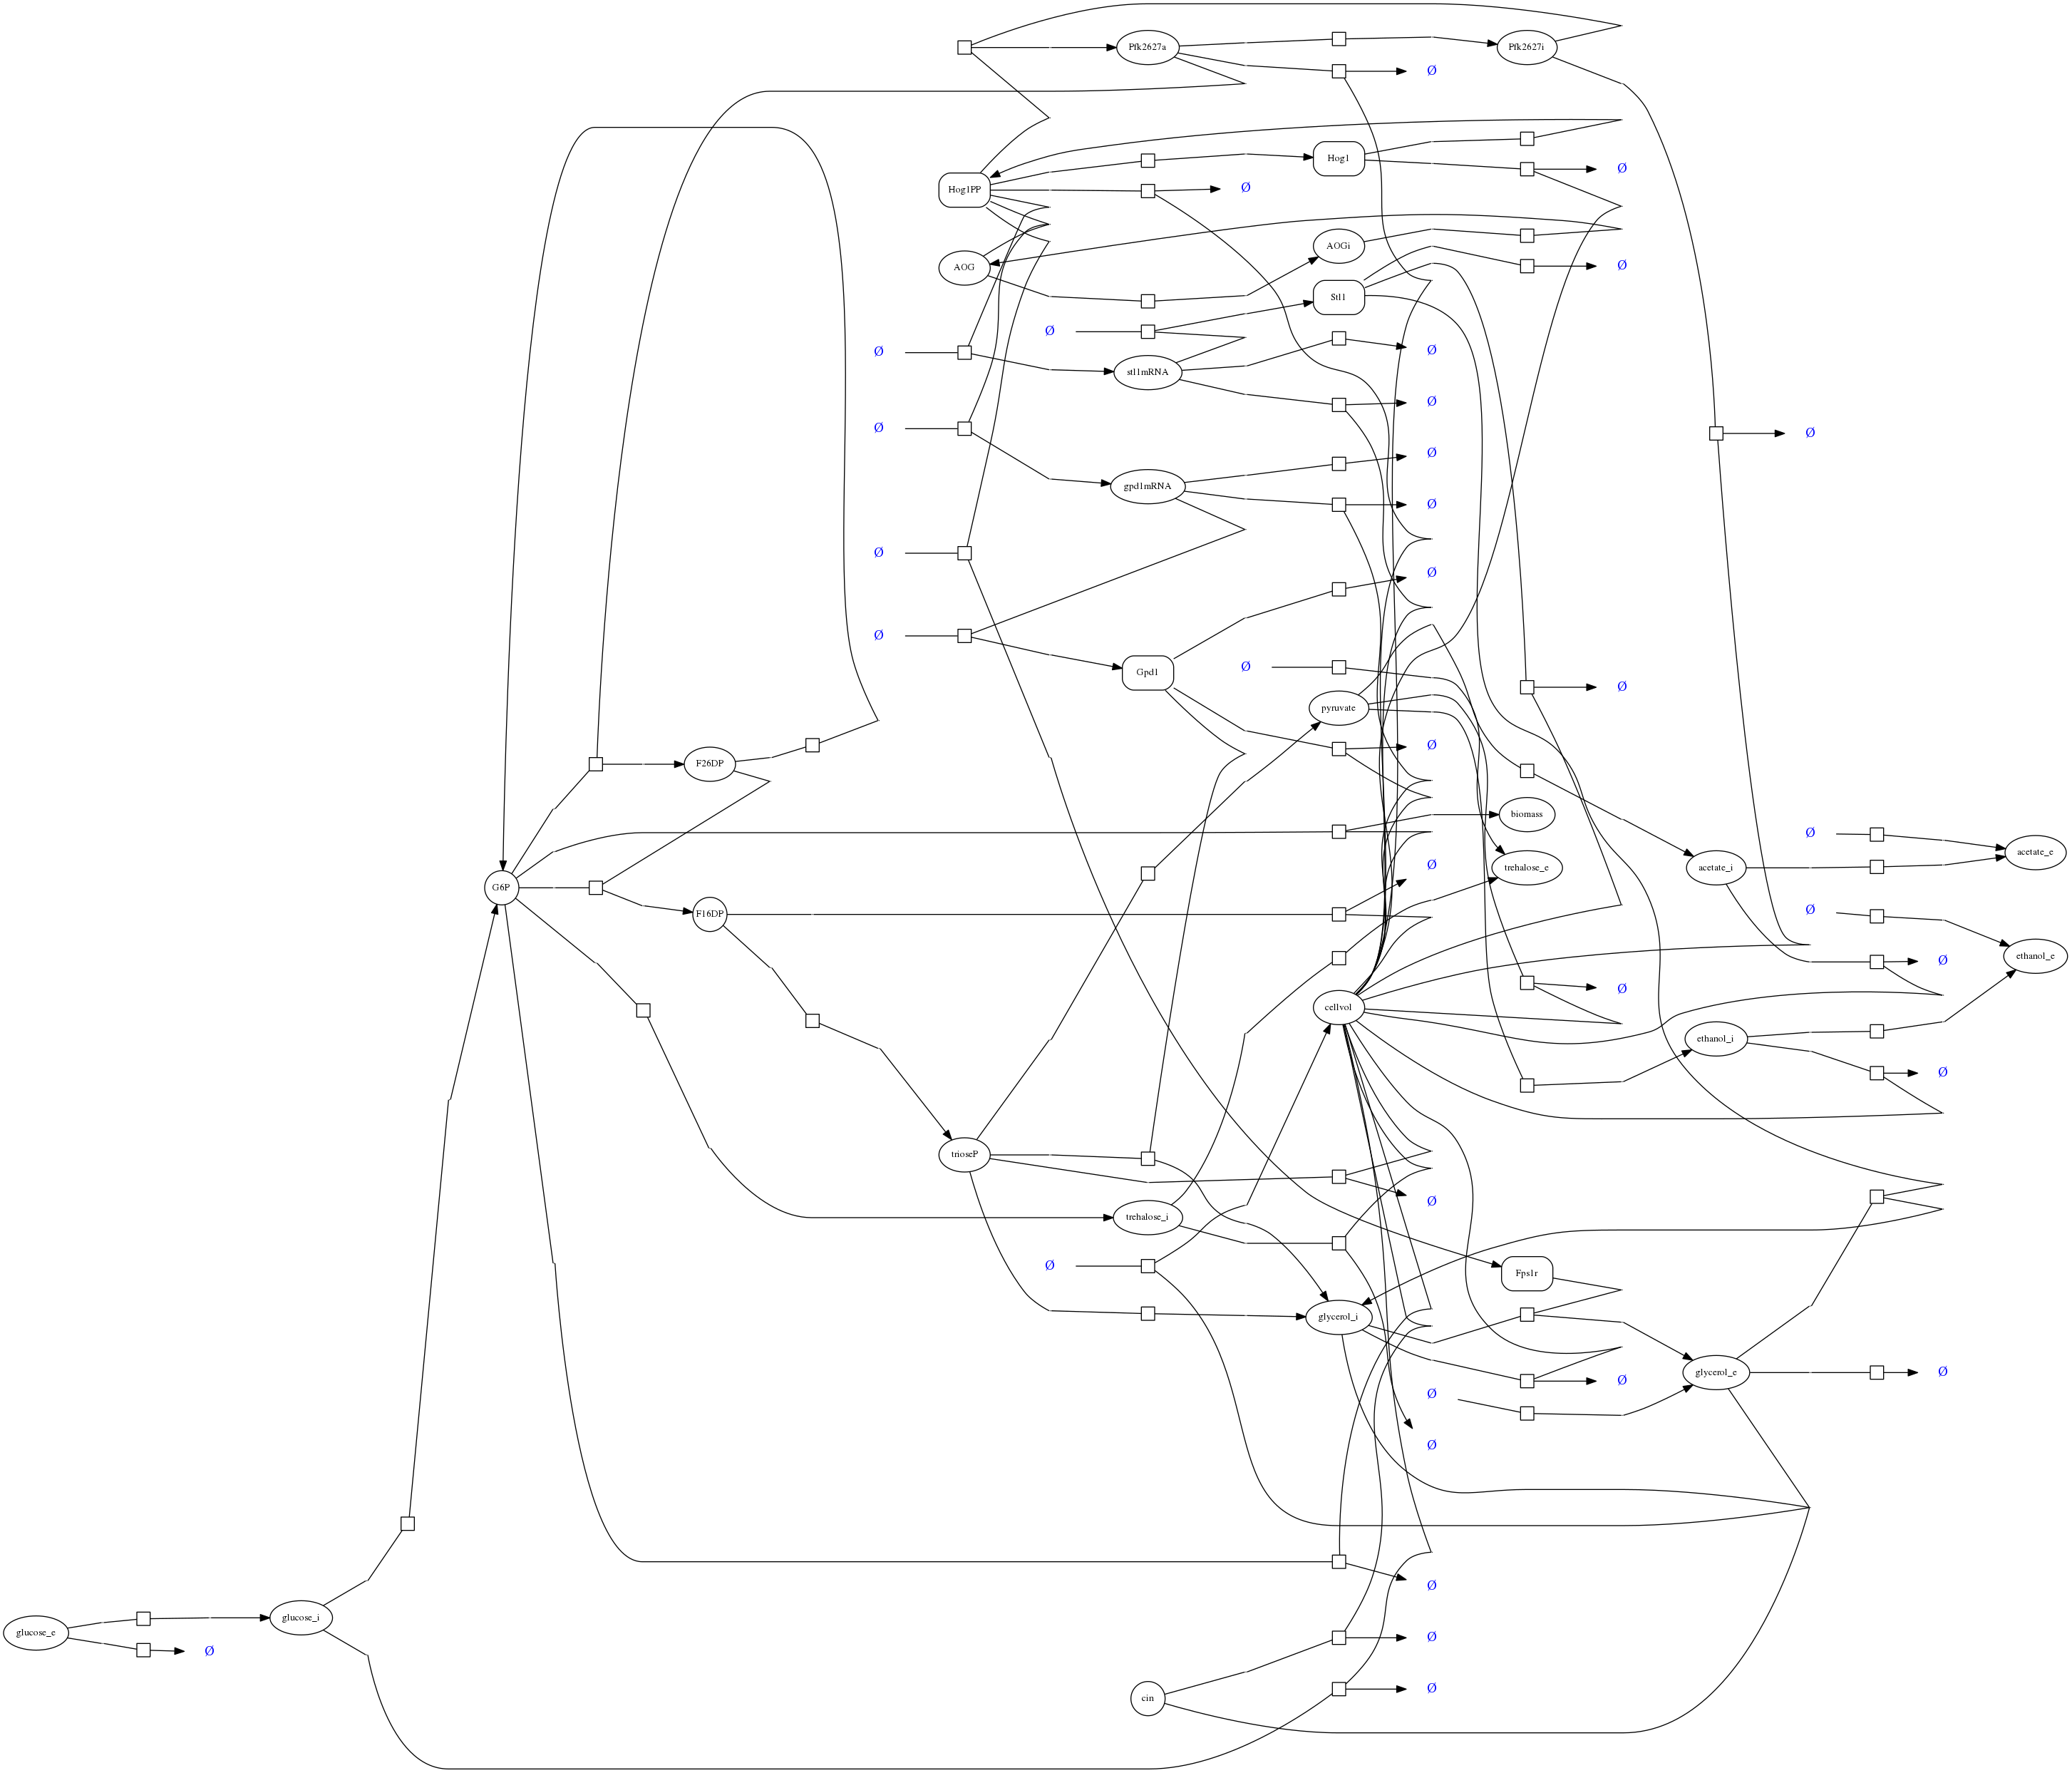 Pfk2627a
Pfk2627i
Ø
Hog1
Ø
Hog1PP
Ø
AOGi
AOG
Ø
Stl1
Ø
Ø
Ø
stl1mRNA
Ø
Ø
Ø
Ø
gpd1mRNA
Ø
Ø
Ø
Ø
Ø
Gpd1
pyruvate
Ø
F26DP
biomass
Ø
acetate_e
Ø
trehalose_e
acetate_i
G6P
F16DP
Ø
ethanol_e
Ø
Ø
cellvol
ethanol_i
Ø
trioseP
Ø
trehalose_i
Ø
Fps1r
glycerol_i
glycerol_e
Ø
Ø
Ø
Ø
Ø
glucose_i
glucose_e
Ø
Ø
Ø
cin